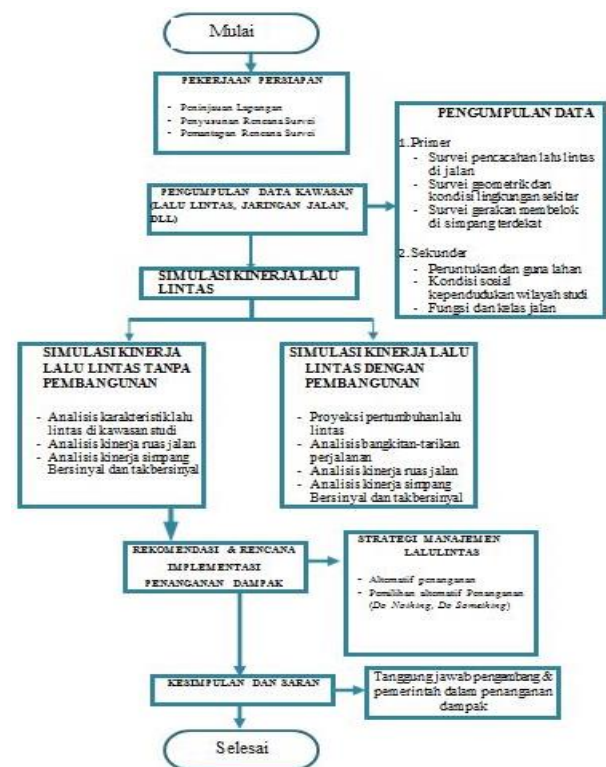 Mulai
PEKERJAAN PERSIAPAN
- Peninjauan Lapangan
- Penyusunan Rencana Survei
- Pemantapan Rencana Survei
PENGUMPULAN DATA
1.Primer
- Survei pencacahan lalu lintas
di jalan
- Survei geometrik dan
kondisi lingkungan sekitar
- Survei gerakan membelok
di simpang terdekat
2.Sekunder
- Peruntukan dan guna lahan
- Kondisi sosial
kependudukan wilayah studi
- Fungsi dan kelas jalan
PENGUMPULAN DATA KAWASAN
(LALU LINTAS, JARINGAN JALAN,
DLL)
SIMULASI KINERJA LALU
LINTAS
SIMULASI KINERJA
LALU LINTAS TANPA
PEMBANGUNAN
- Analisis karakteristik lalu
lintas di kawasan studi
- Analisis kinerja ruas jalan
- Analisis kinerja simpang
Bersinyal dan takbersinyal
SIMULASI KINERJA LALU
LINTAS DENGAN
PEMBANGUNAN
- Proyeksi pertumbuhan lalu
lintas
- Analisis bangkitan-tarikan
perjalanan
- Analisis kinerja ruas jalan
- Analisis kinerja simpang
Bersinyal dan takbersinyal
REKOMENDASI & RENCANA
IMPLEMENTASI
PENANGANAN DAMPAK
STRATEGI MANAJEMEN
LALULINTAS
- Alternatif penanganan
- Pemilihan alternatif Penanganan
(Do Nothing, Do Something)
KESIMPULAN DAN SARAN
Tanggung jawab pengembang &
pemerintah dalam penanganan
dampak
Selesai